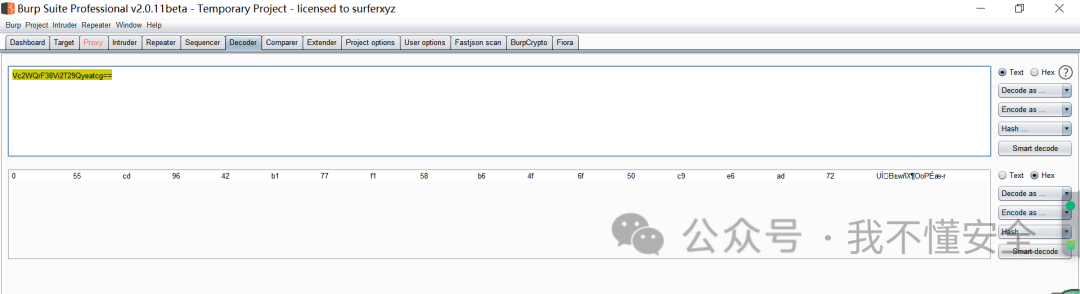 Burp Suite Professional v2.0.11beta - Temporary Project - licensed to surferxyz
Burp Project Intruder Repeater Window Help
Dashboard Target Proxy Intruder Repeater Sequencer Decoder Comparer Extender Project options User options Fastjson scan BurpCrypto Fiora
Vc2WQrF38Vi2T29Qyeatcg==
Text Hex ?
Decode as ...
Encode as ...
Hash ...
Smart decode
0 55 cd 96 42 b1 77 f1 58 b6 4f 6f 50 c9 e6 ad 72
Text Hex
Decode as ...
Encode as ...
Hash ...
Smart decode
公众号 · 我不懂安全